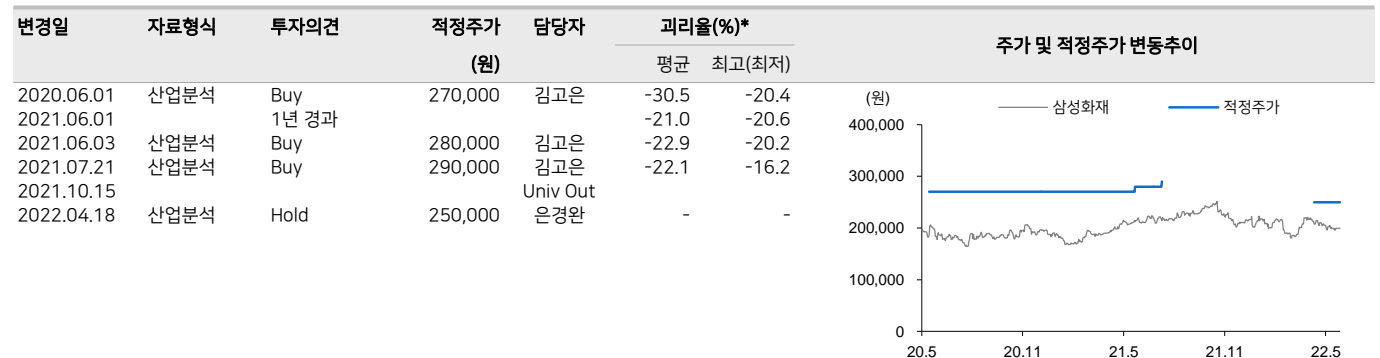 변경일 자료형식 투자의견 적정주가 담당자 괴리율(%)* 주가 및 적정주가 변동추이
(원) 평균 최고(최저)
2020.06.01 산업분석 Buy 270,000 김고은 -30.5 -20.4
2021.06.01 1년 경과 -21.0 -20.6
2021.06.03 산업분석 Buy 280,000 김고은 -22.9 -20.2
2021.07.21 산업분석 Buy 290,000 김고은 -22.1 -16.2
2021.10.15 Univ Out
2022.04.18 산업분석 Hold 250,000 은경완 - -
(원) 삼성화재 적정주가
400,000
300,000
200,000
100,000
0
20.5 20.11 21.5 21.11 22.5